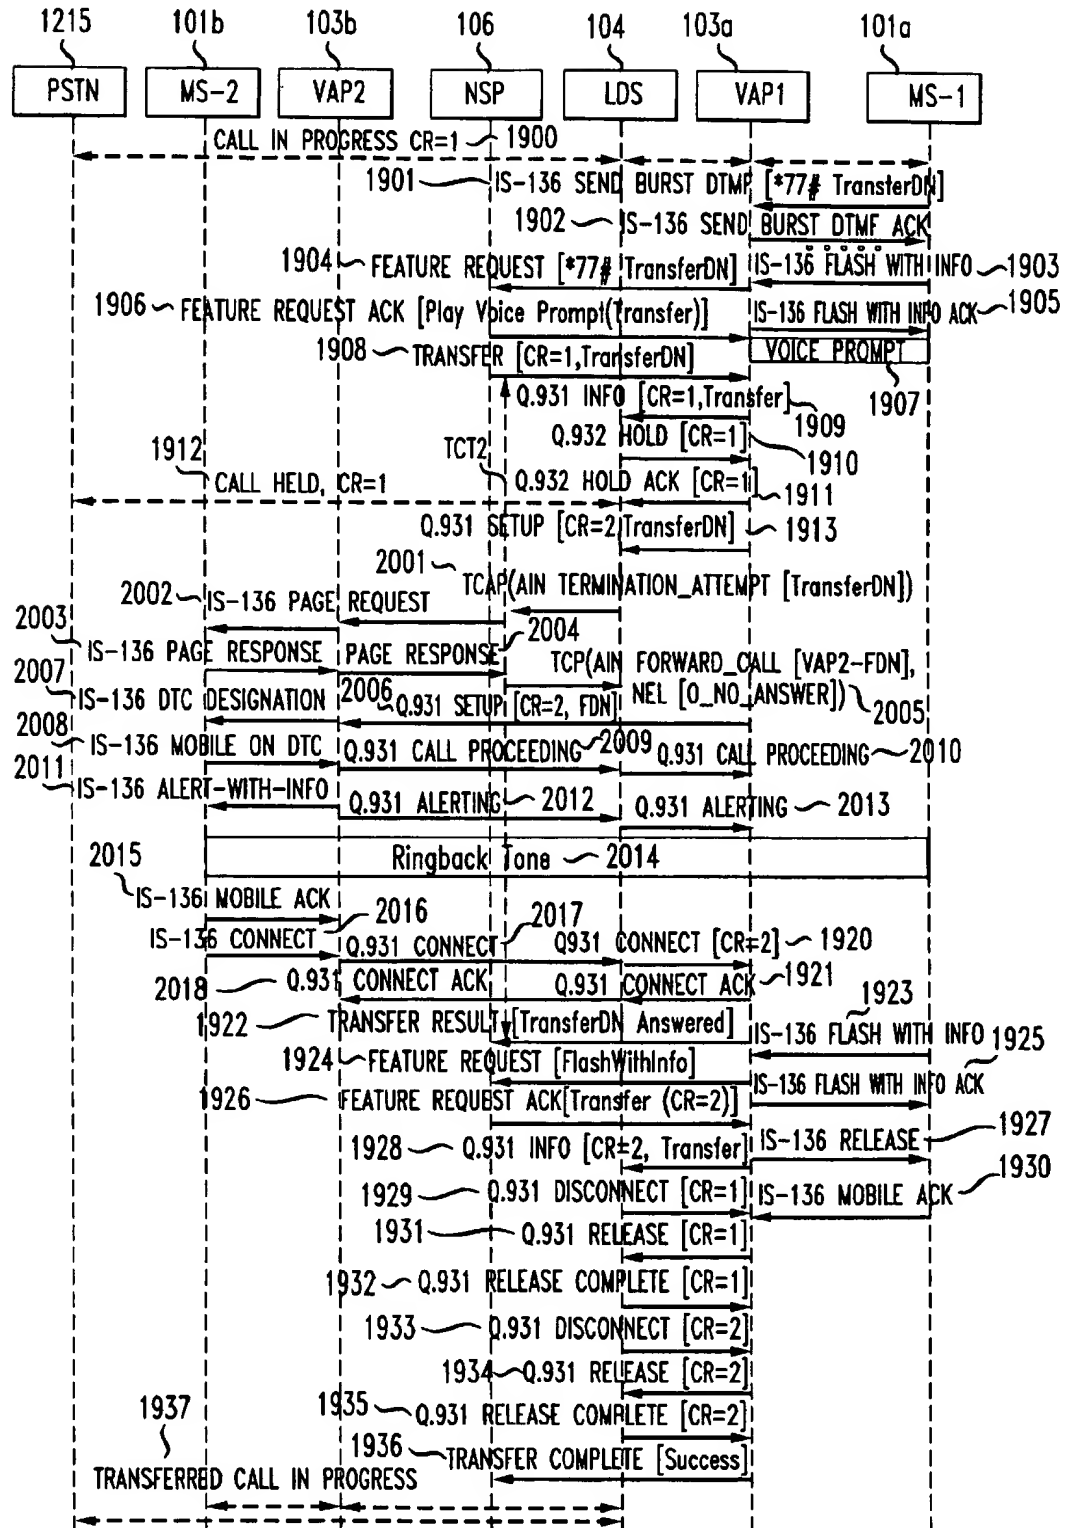 1215 101b 103b 106 104 103a 101a
PSTN MS-2 VAP2 NSP LDS VAP1 MS-1
CALL IN PROGRESS CR=1 1900
1901 IS-136 SEND BURST DTMF [*77# TransferDN]
1902 IS-136 SEND BURST DTMF ACK
1904 FEATURE REQUEST [*77# TransferDN] IS-136 FLASH WITH INFO 1903
1906 FEATURE REQUEST ACK [Play Voice Prompt(Transfer)] IS-136 FLASH WITH INFO ACK 1905
1908 TRANSFER [CR=1,TransferDN] VOICE PROMPT
1907
Q.931 INFO [CR=1,Transfer] 1909
Q.932 HOLD [CR=1] 1910
1912 TCT2 Q.932 HOLD ACK [CR=1] 1911
CALL HELD, CR=1
Q.931 SETUP [CR=2,TransferDN] 1913
2001 TCAP(AIN TERMINATION_ATTEMPT [TransferDN])
2002 IS-136 PAGE REQUEST
2003 IS-136 PAGE RESPONSE PAGE RESPONSE 2004
TCP(AIN FORWARD_CALL [VAP2-FDN],
NEL [O_NO_ANSWER]) 2005
2007 IS-136 DTC DESIGNATION 2006 Q.931 SETUP [CR=2, FDN]
2008 IS-136 MOBILE ON DTC Q.931 CALL PROCEEDING 2009 Q.931 CALL PROCEEDING 2010
2011 IS-136 ALERT-WITH-INFO Q.931 ALERTING 2012 Q.931 ALERTING 2013
Ringback Tone 2014
2015 IS-136 MOBILE ACK
IS-136 CONNECT 2016 Q.931 CONNECT 2017 Q931 CONNECT [CR=2] 1920
2018 Q.931 CONNECT ACK Q.931 CONNECT ACK 1921
1922 TRANSFER RESULT [TransferDN Answered] IS-136 FLASH WITH INFO 1923
1924 FEATURE REQUEST [FlashWithInfo] IS-136 FLASH WITH INFO ACK 1925
1926 FEATURE REQUEST ACK[Transfer (CR=2)]
1928 Q.931 INFO [CR=2, Transfer] IS-136 RELEASE 1927
1929 Q.931 DISCONNECT [CR=1] IS-136 MOBILE ACK 1930
1931 Q.931 RELEASE [CR=1]
1932 Q.931 RELEASE COMPLETE [CR=1]
1933 Q.931 DISCONNECT [CR=2]
1934 Q.931 RELEASE [CR=2]
1935 Q.931 RELEASE COMPLETE [CR=2]
1936 TRANSFER COMPLETE [Success]
1937 TRANSFERRED CALL IN PROGRESS